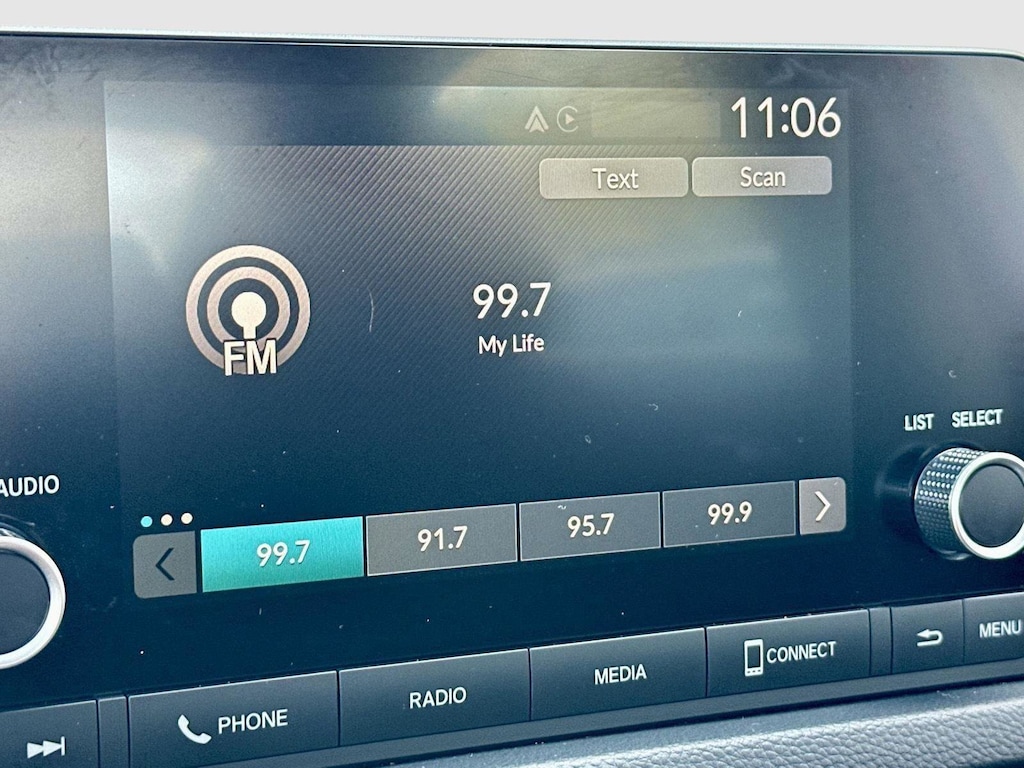 11:06
Text
Scan
99.7
My Life
FM
LIST SELECT
AUDIO
99.7
91.7
95.7
99.9
PHONE
RADIO
MEDIA
CONNECT
MENU